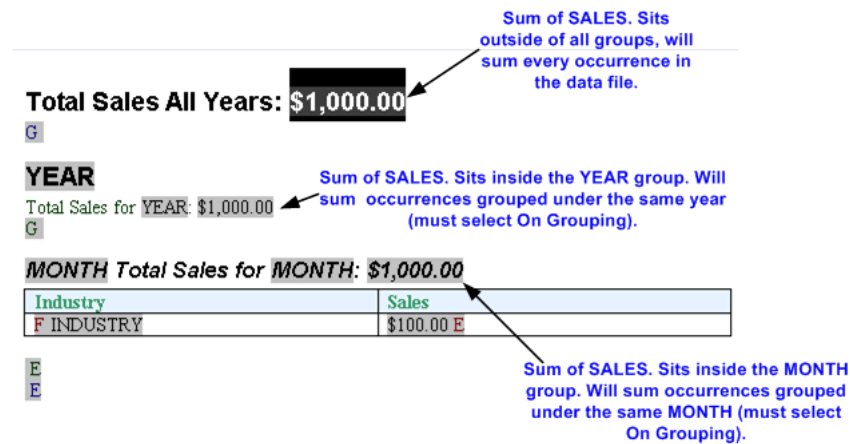 Sum of SALES. Sits
outside of all groups, will
sum every occurrence in
the data file.
Total Sales All Years: $1,000.00
G
YEAR
Total Sales for YEAR: $1,000.00
G
Sum of SALES. Sits inside the YEAR group. Will
sum occurrences grouped under the same year
(must select On Grouping).
MONTH Total Sales for MONTH: $1,000.00
Industry Sales
F INDUSTRY $100.00 E
E
E
Sum of SALES. Sits inside the MONTH
group. Will sum occurrences grouped
under the same MONTH (must select
On Grouping).